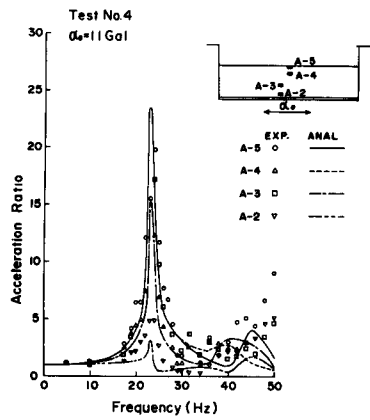 Test No.4
α₀=11 Gal
Acceleration Ratio
30
25
20
15
10
5
0
0 10 20 30 40 50
Frequency (Hz)
A-5
A-4
A-3
A-2
α₀
EXP. ANAL
A-5
A-4
A-3
A-2